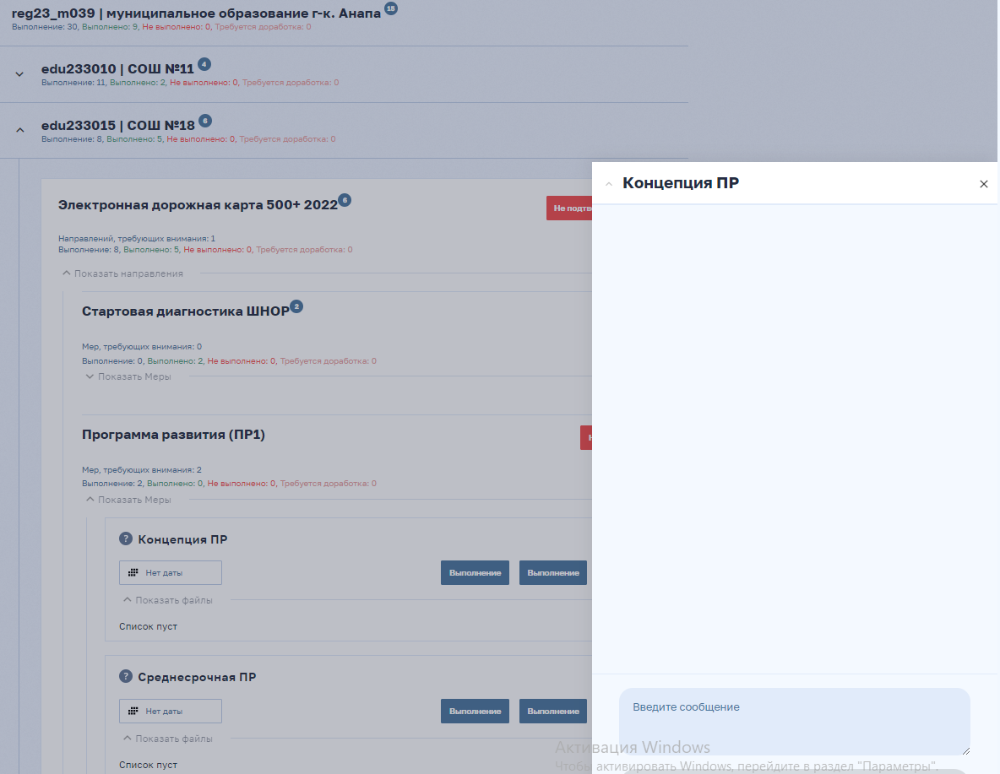 reg23_m039 | муниципальное образование г-к. Анапа 15
Выполнение: 30, Выполнено: 9, Не выполнено: 0, Требуется доработка: 0
edu233010 | СОШ №11 4
Выполнение: 11, Выполнено: 2, Не выполнено: 0, Требуется доработка: 0
edu233015 | СОШ №18 6
Выполнение: 8, Выполнено: 5, Не выполнено: 0, Требуется доработка: 0
Концепция ПР
Электронная дорожная карта 500+ 2022 6
Не подтв
Направлений, требующих внимания: 1
Выполнение: 8, Выполнено: 5, Не выполнено: 0, Требуется доработка: 0
Показать направления
Стартовая диагностика ШНОР 2
Мер, требующих внимания: 0
Выполнение: 0, Выполнено: 2, Не выполнено: 0, Требуется доработка: 0
Показать Меры
Программа развития (ПР1)
Мер, требующих внимания: 2
Выполнение: 2, Выполнено: 0, Не выполнено: 0, Требуется доработка: 0
Показать Меры
? Концепция ПР
Нет даты Выполнение Выполнение
Показать файлы
Список пуст
? Среднесрочная ПР
Нет даты Выполнение Выполнение
Показать файлы
Список пуст
Введите сообщение
Активация Windows
Чтобы активировать Windows, перейдите в раздел "Параметры".